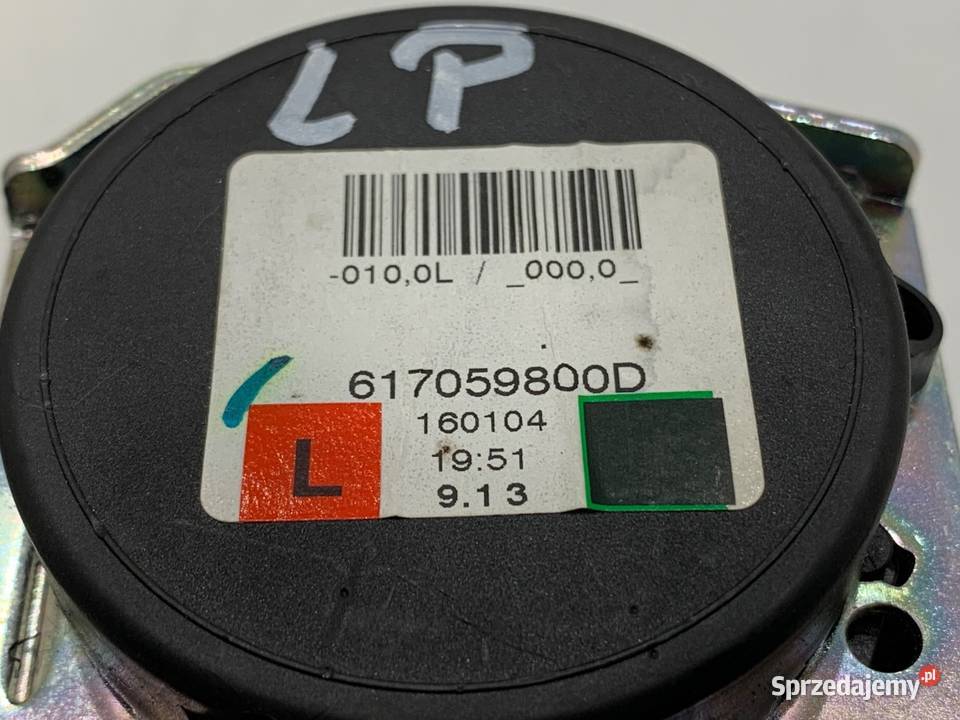 LP
-010,0L / _000,0_
617059800D
160104
L
19:51
9.13
Sprzedajemy.pl